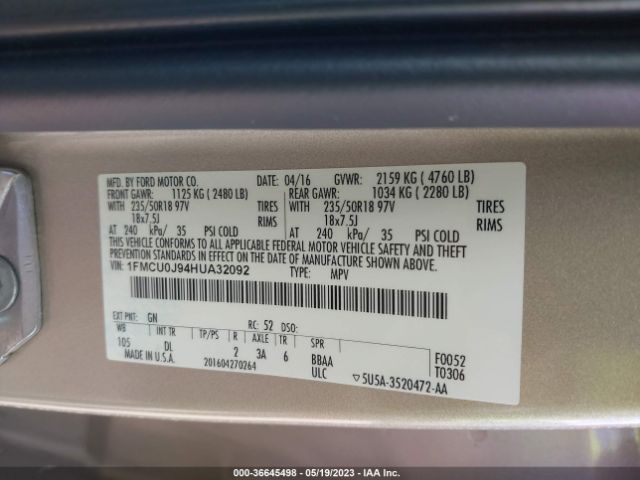 MFD. BY FORD MOTOR CO. DATE: 04/16 GVWR: 2159 KG ( 4760 LB)
FRONT GAWR: 1125 KG ( 2480 LB) REAR GAWR: 1034 KG ( 2280 LB)
WITH 235/50R18 97V TIRES WITH 235/50R18 97V TIRES
18x7.5J RIMS 18x7.5J RIMS
AT 240 kPa/ 35 PSI COLD AT 240 kPa/ 35 PSI COLD
THIS VEHICLE CONFORMS TO ALL APPLICABLE FEDERAL MOTOR VEHICLE SAFETY AND THEFT
PREVENTION STANDARDS IN EFFECT ON THE DATE OF MANUFACTURE SHOWN ABOVE.
VIN: 1FMCU0J94HUA32092 TYPE: MPV
EXT PNT: GN RC: 52 DSO:
WB INT TR TP/PS R AXLE TR SPR
105 DL 2 3A 6 BBAA F0052
MADE IN U.S.A. 201604270264 ULC ▽5U5A-3520472-AA T0306
000-36645498 - 05/19/2023 - IAA Inc.